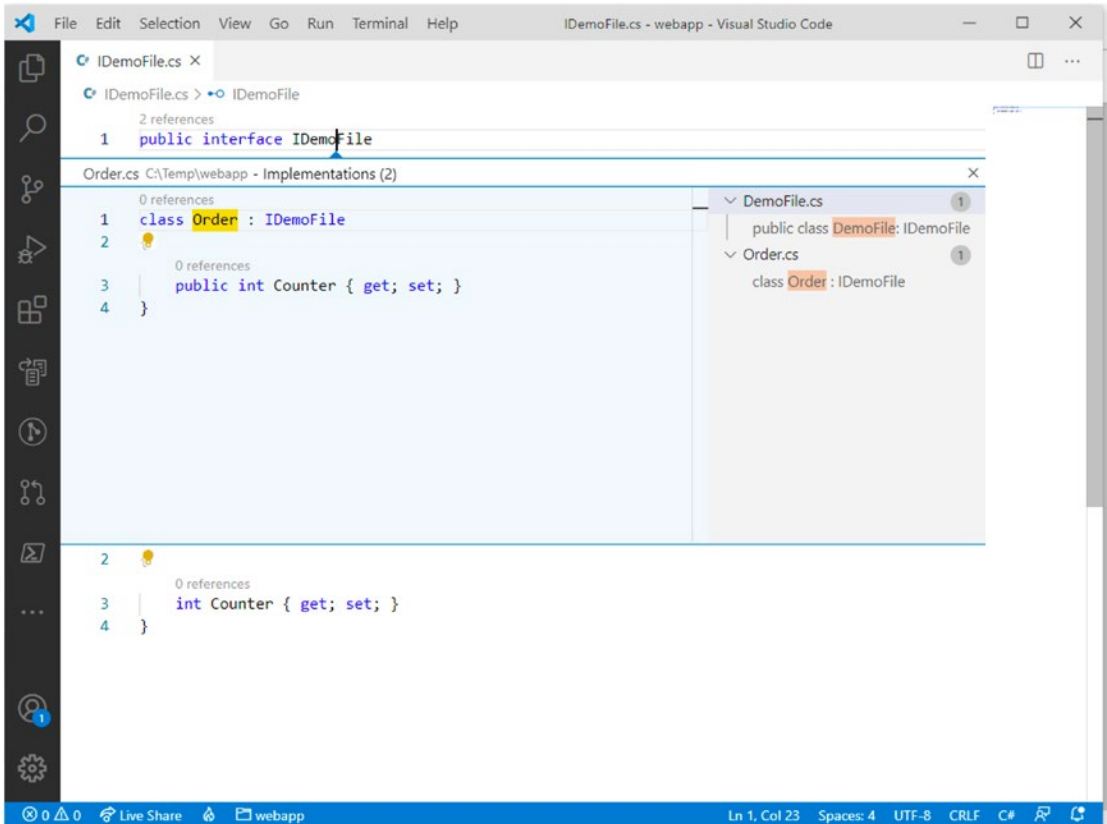 File Edit Selection View Go Run Terminal Help IDemoFile.cs - webapp - Visual Studio Code
IDemoFile.cs
IDemoFile.cs > IDemoFile
2 references
1 public interface IDemoFile
Order.cs C:\Temp\webapp - Implementations (2)
0 references
1 class Order : IDemoFile
2
0 references
3 public int Counter { get; set; }
4 }
DemoFile.cs 1
public class DemoFile: IDemoFile
Order.cs 1
class Order : IDemoFile
2
0 references
3 int Counter { get; set; }
4 }
1
0 0 Live Share webapp Ln 1, Col 23 Spaces: 4 UTF-8 CRLF C#